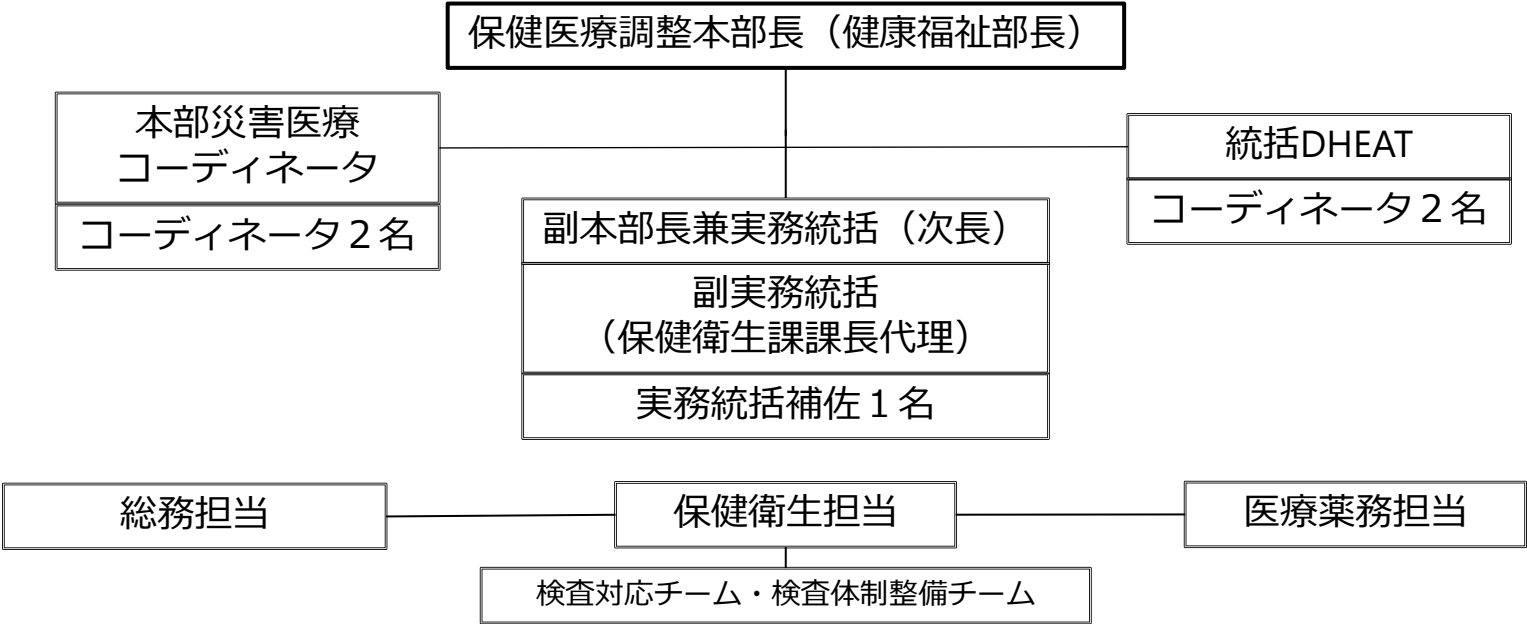 保健医療調整本部長（健康福祉部長）
本部災害医療
コーディネータ
コーディネータ２名
統括DHEAT
コーディネータ２名
副本部長兼実務統括（次長）
副実務統括
（保健衛生課課長代理）
実務統括補佐１名
総務担当
保健衛生担当
医療薬務担当
検査対応チーム・検査体制整備チーム